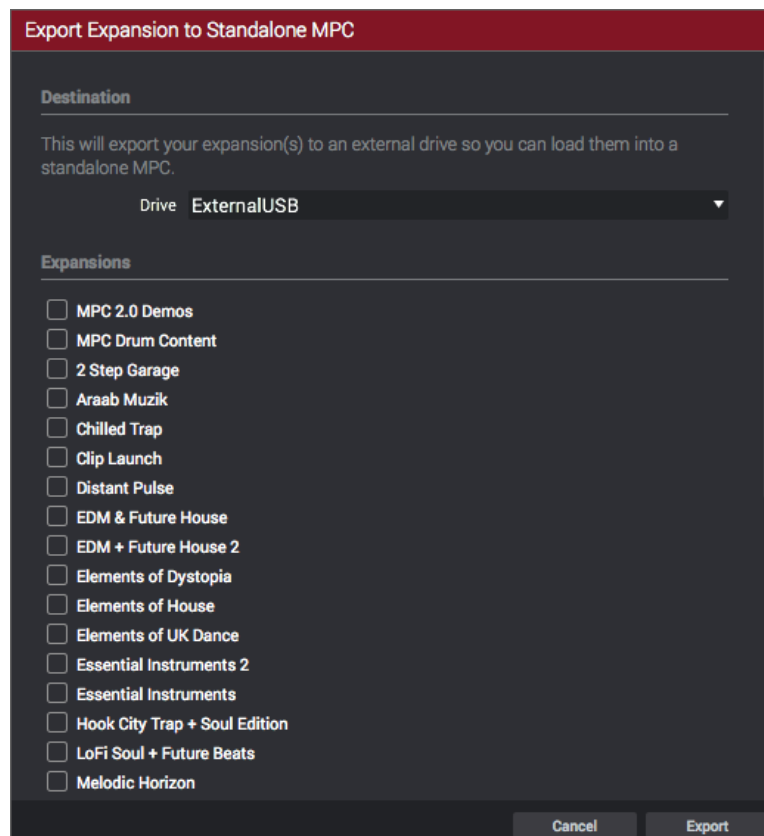 Export Expansion to Standalone MPC
Destination
This will export your expansion(s) to an external drive so you can load them into a
standalone MPC.
Drive ExternalUSB
Expansions
MPC 2.0 Demos
MPC Drum Content
2 Step Garage
Araab Muzik
Chilled Trap
Clip Launch
Distant Pulse
EDM & Future House
EDM + Future House 2
Elements of Dystopia
Elements of House
Elements of UK Dance
Essential Instruments 2
Essential Instruments
Hook City Trap + Soul Edition
LoFi Soul + Future Beats
Melodic Horizon
Cancel Export